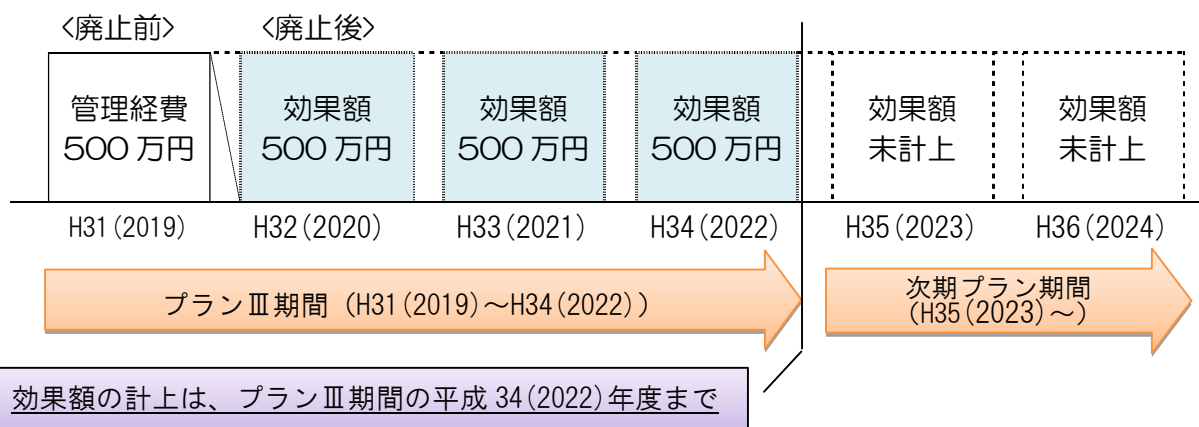 <廃止前>
<廃止後>
管理経費
500万円
効果額
500万円
効果額
500万円
効果額
500万円
効果額
未計上
効果額
未計上
H31(2019)
H32(2020)
H33(2021)
H34(2022)
H35(2023)
H36(2024)
プランⅢ期間(H31(2019)～H34(2022))
次期プラン期間
(H35(2023)～)
効果額の計上は、プランⅢ期間の平成34(2022)年度まで